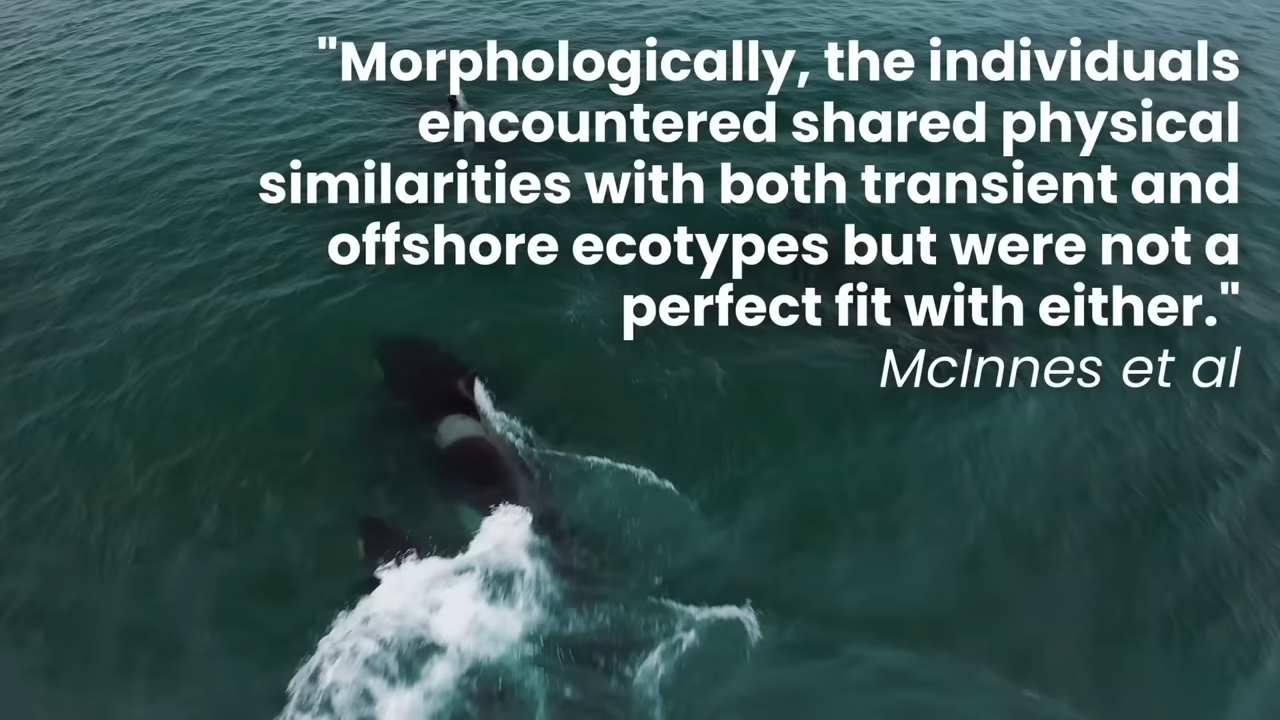 "Morphologically, the individuals
encountered shared physical
similarities with both transient and
offshore ecotypes but were not a
perfect fit with either."
McInnes et al